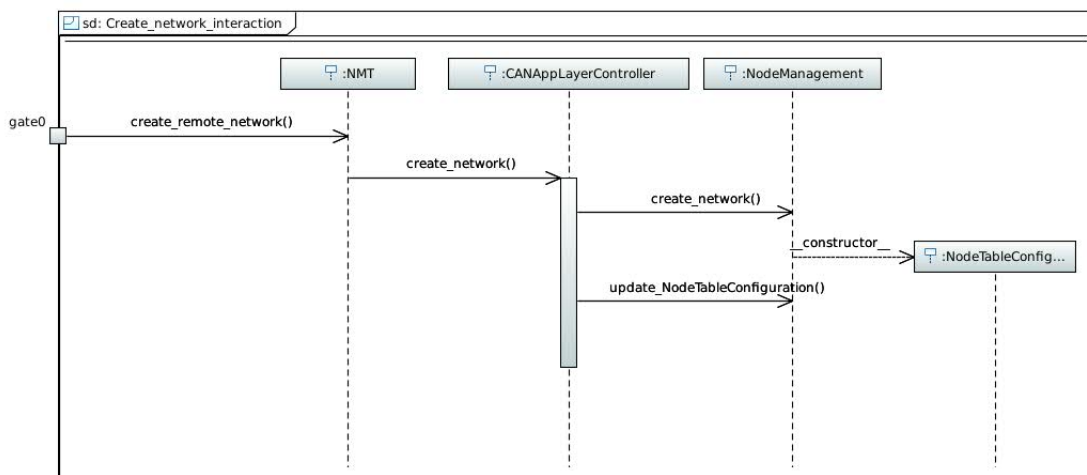 sd: Create_network_interaction
:NMT
:CANAppLayerController
:NodeManagement
gate0
create_remote_network()
create_network()
create_network()
__constructor__
:NodeTableConfig...
update_NodeTableConfiguration()